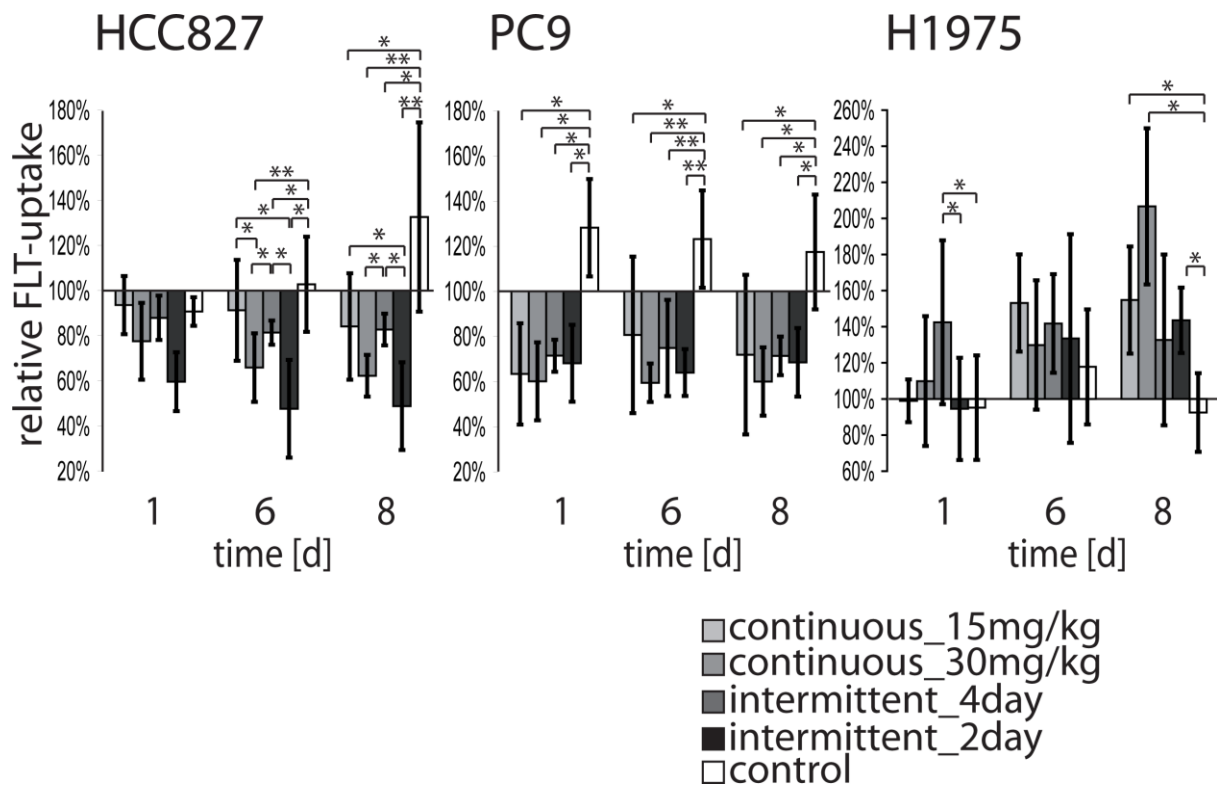 HCC827 PC9 H1975
relative FLT-uptake
180%
160%
140%
120%
100%
80%
60%
40%
20%
* ** * ** ** * * * * * * * * *
1 6 8
time [d]
180%
160%
140%
120%
100%
80%
60%
40%
20%
* * * * * ** ** ** * * * *
1 6 8
time [d]
260%
240%
220%
200%
180%
160%
140%
120%
100%
80%
60%
* * * * *
1 6 8
time [d]
continuous_15mg/kg
continuous_30mg/kg
intermittent_4day
intermittent_2day
control